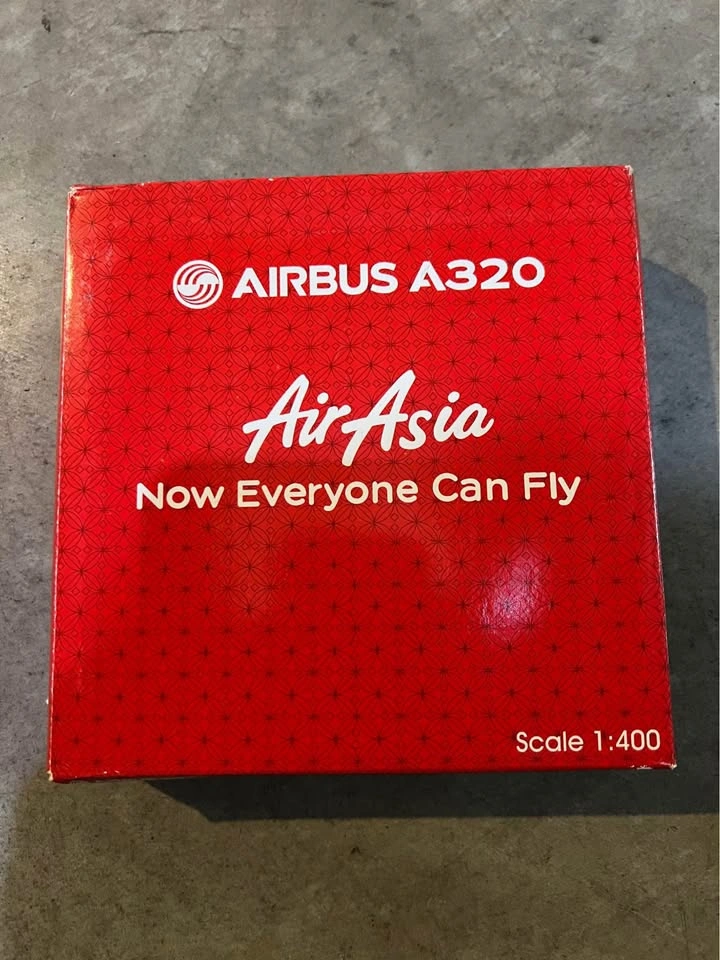 AIRBUS A320
AirAsia
Now Everyone Can Fly
Scale 1:400